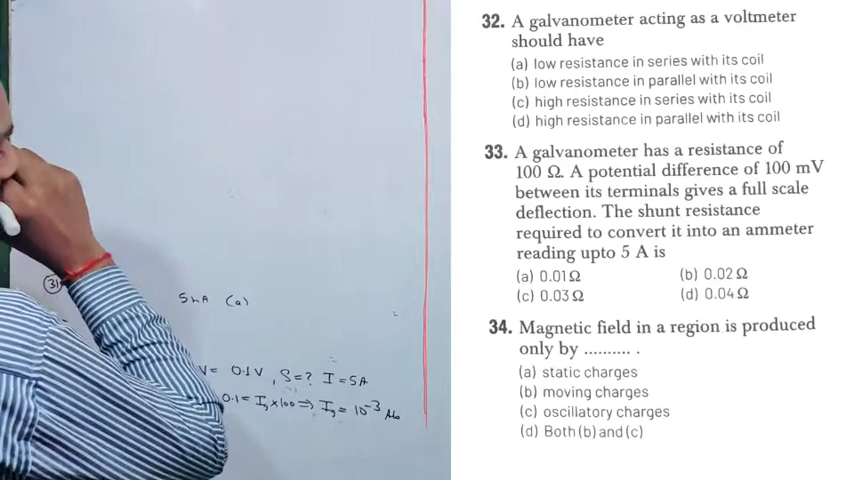 31
5mA (a)
V= 0.1V , S=? I=5A
0.1= Ig×100 ⇒ Ig = 10⁻³
32. A galvanometer acting as a voltmeter
should have
(a) low resistance in series with its coil
(b) low resistance in parallel with its coil
(c) high resistance in series with its coil
(d) high resistance in parallel with its coil
33. A galvanometer has a resistance of
100 Ω. A potential difference of 100 mV
between its terminals gives a full scale
deflection. The shunt resistance
required to convert it into an ammeter
reading upto 5 A is
(a) 0.01 Ω (b) 0.02 Ω
(c) 0.03 Ω (d) 0.04 Ω
34. Magnetic field in a region is produced
only by .......... .
(a) static charges
(b) moving charges
(c) oscillatory charges
(d) Both (b) and (c)